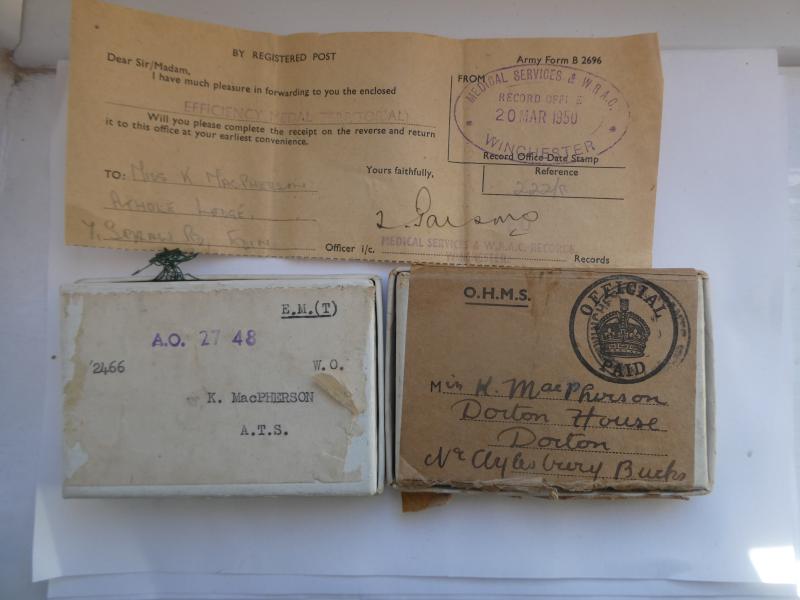 BY REGISTERED POST
Army Form B 2696
Dear Sir/Madam,
I have much pleasure in forwarding to you the enclosed
EFFICIENCY MEDAL (TERRITORIAL)
Will you please complete the receipt on the reverse and return
it to this office at your earliest convenience.
FROM
MEDICAL SERVICES & W.R.A.C.
RECORD OFFICE
20 MAR 1950
WINCHESTER
Record Office Date Stamp
Reference
Yours faithfully,
TO: MISS K MACPHERSON
ATHOLE LODGE,
Officer i/c.
MEDICAL SERVICES & W.R.A.C. RECORDS
Records
E.M.(T)
A.O. 27 48
2466
W.O.
K. MacPHERSON
A.T.S.
O.H.M.S.
OFFICIAL
PAID
Miss K. MacPherson
Dorton House
Dorton
Nr Aylesbury Bucks